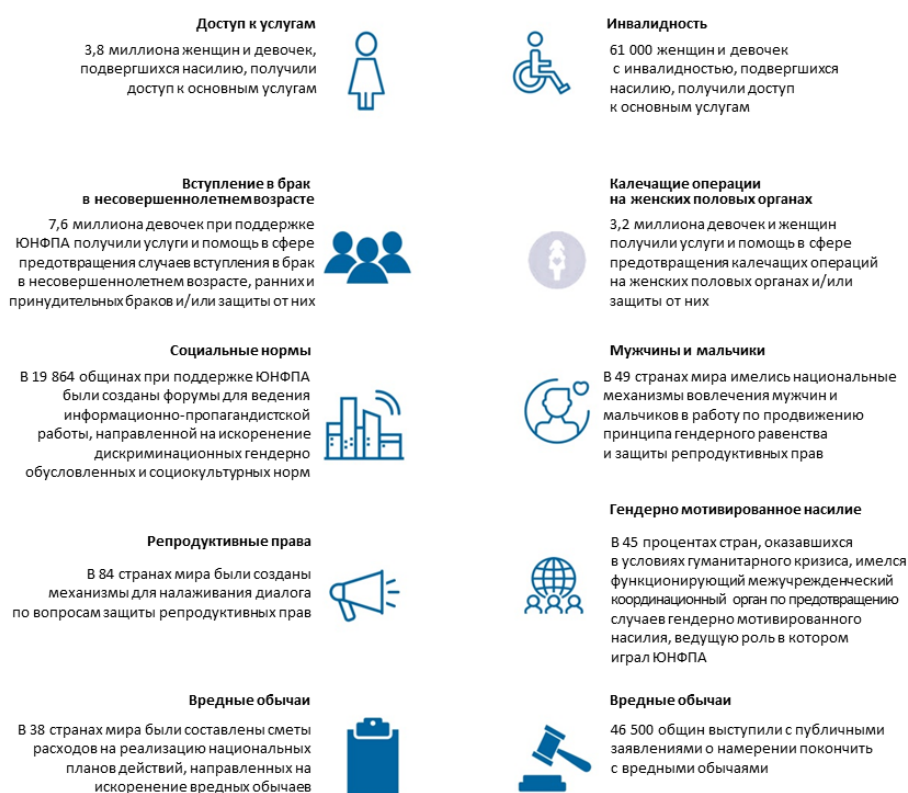 Доступ к услугам
3,8 миллиона женщин и девочек,
подвергшихся насилию, получили
доступ к основным услугам
Инвалидность
61 000 женщин и девочек
с инвалидностью, подвергшихся
насилию, получили доступ
к основным услугам
Вступление в брак
в несовершеннолетнем возрасте
7,6 миллиона девочек при поддержке
ЮНФПА получили услуги и помощь в сфере
предотвращения случаев вступления в брак
в несовершеннолетнем возрасте, ранних и
принудительных браков и/или защиты от них
Калечащие операции
на женских половых органах
3,2 миллиона девочек и женщин
получили услуги и помощь в сфере
предотвращения калечащих операций
на женских половых органах и/или
защиты от них
Социальные нормы
В 19 864 общинах при поддержке ЮНФПА
были созданы форумы для ведения
информационно-пропагандистской
работы, направленной на искоренение
дискриминационных гендерно
обусловленных и социокультурных норм
Мужчины и мальчики
В 49 странах мира имелись национальные
механизмы вовлечения мужчин и
мальчиков в работу по продвижению
принципа гендерного равенства
и защиты репродуктивных прав
Репродуктивные права
В 84 странах мира были созданы
механизмы для налаживания диалога
по вопросам защиты репродуктивных прав
Гендерно мотивированное насилие
В 45 процентах стран, оказавшихся
в условиях гуманитарного кризиса, имелся
функционирующий межучрежденческий
координационный орган по предотвращению
случаев гендерно мотивированного
насилия, ведущую роль в котором
играл ЮНФПА
Вредные обычаи
В 38 странах мира были составлены сметы
расходов на реализацию национальных
планов действий, направленных на
искоренение вредных обычаев
Вредные обычаи
46 500 общин выступили с публичными
заявлениями о намерении покончить
с вредными обычаями